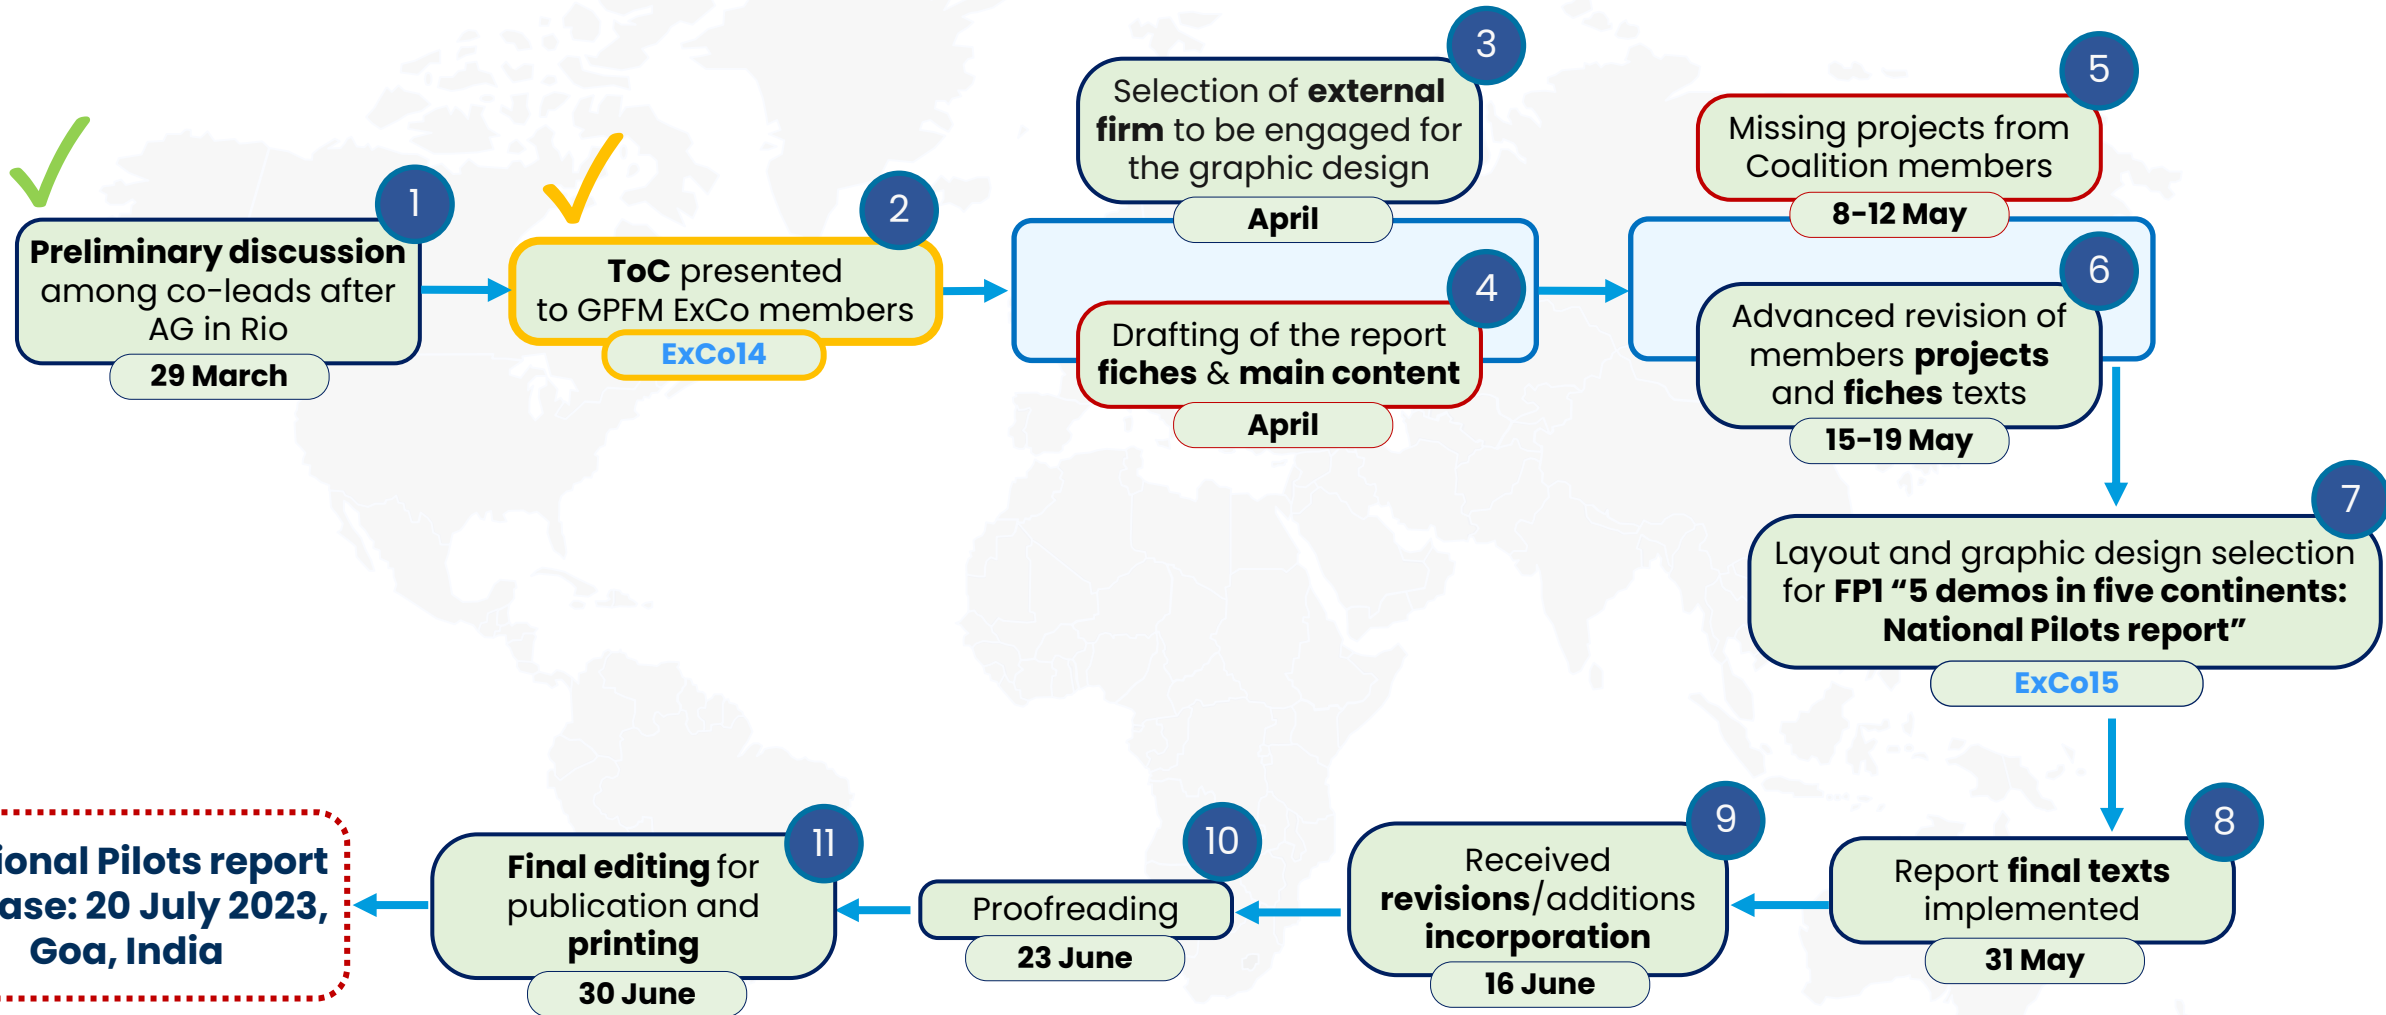 1
Preliminary discussion
among co-leads after
AG in Rio
29 March
2
ToC presented
to GPFM ExCo members
ExCo14
3
Selection of external
firm to be engaged for
the graphic design
April
4
Drafting of the report
fiches & main content
April
5
Missing projects from
Coalition members
8-12 May
6
Advanced revision of
members projects
and fiches texts
15-19 May
7
Layout and graphic design selection
for FP1 “5 demos in five continents:
National Pilots report”
ExCo15
8
Report final texts
implemented
31 May
9
Received
revisions/additions
incorporation
16 June
10
Proofreading
23 June
11
Final editing for
publication and
printing
30 June
ional Pilots report
ase: 20 July 2023,
Goa, India